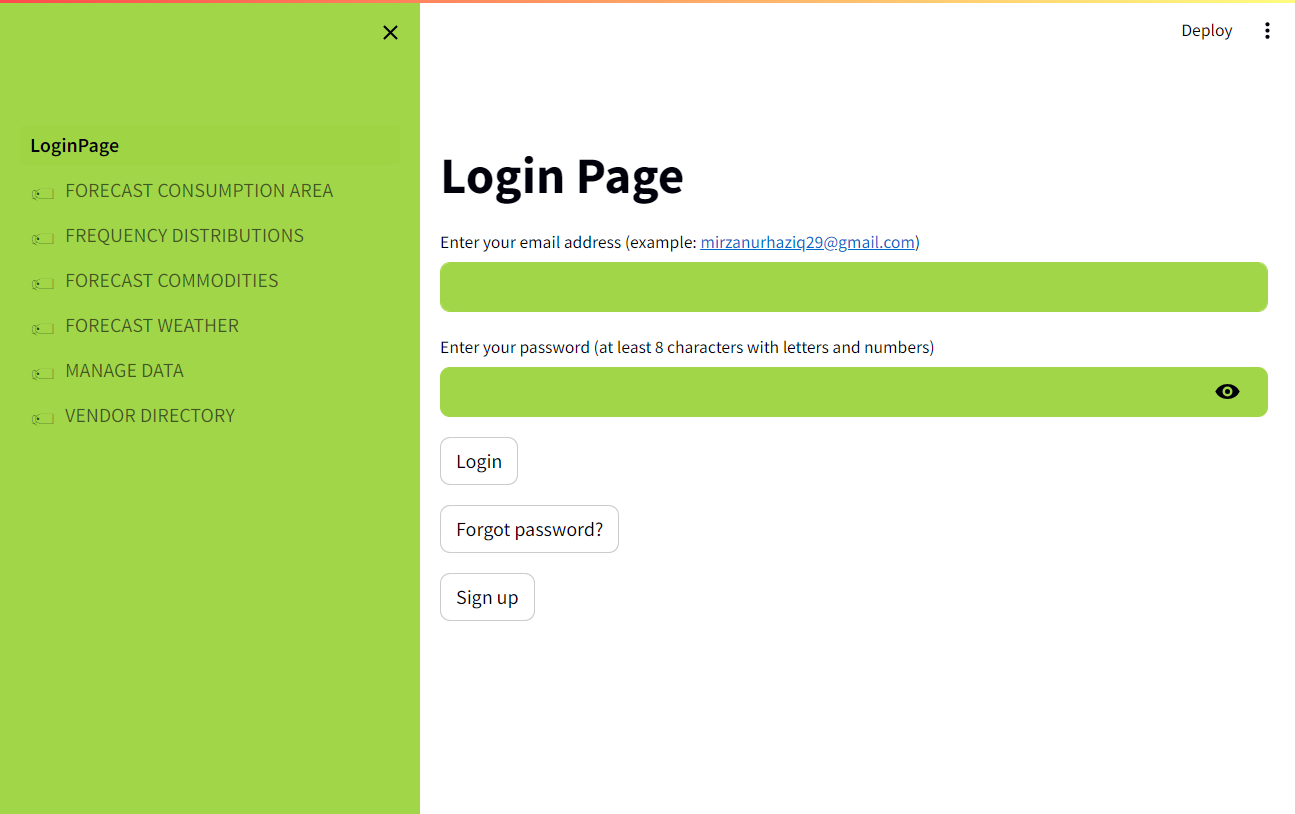 Deploy
LoginPage
FORECAST CONSUMPTION AREA
FREQUENCY DISTRIBUTIONS
FORECAST COMMODITIES
FORECAST WEATHER
MANAGE DATA
VENDOR DIRECTORY
Login Page
Enter your email address (example: mirzanurhaziq29@gmail.com)
Enter your password (at least 8 characters with letters and numbers)
Login
Forgot password?
Sign up